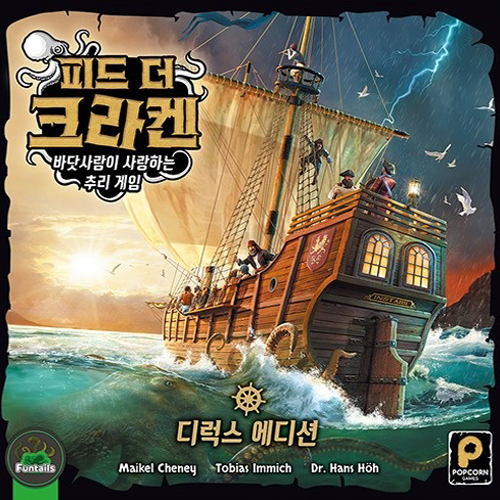 피드 더
크라켄
바닷사람이 사랑하는
추리 게임
INSTABIL
디럭스 에디션
Maikel Cheney Tobias Immich Dr. Hans Höh
Funtails
P
POPCORN
GAMES